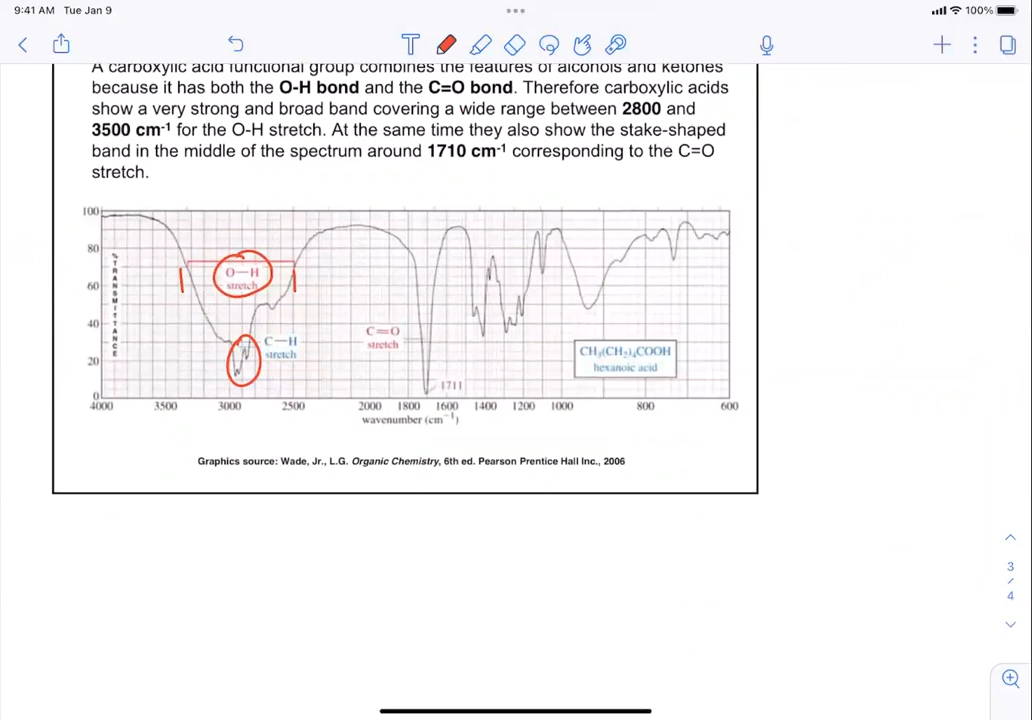 9:41 AM Tue Jan 9
100%
A carboxylic acid functional group combines the features of alcohols and ketones
because it has both the O-H bond and the C=O bond. Therefore carboxylic acids
show a very strong and broad band covering a wide range between 2800 and
3500 cm-1 for the O-H stretch. At the same time they also show the stake-shaped
band in the middle of the spectrum around 1710 cm-1 corresponding to the C=O
stretch.
100
80
60
40
20
0
%TRANSMITTANCE
O—H
stretch
C—H
stretch
C=O
stretch
1711
CH3(CH2)4COOH
hexanoic acid
4000 3500 3000 2500 2000 1800 1600 1400 1200 1000 800 600
wavenumber (cm−1)
Graphics source: Wade, Jr., L.G. Organic Chemistry, 6th ed. Pearson Prentice Hall Inc., 2006
3
/
4